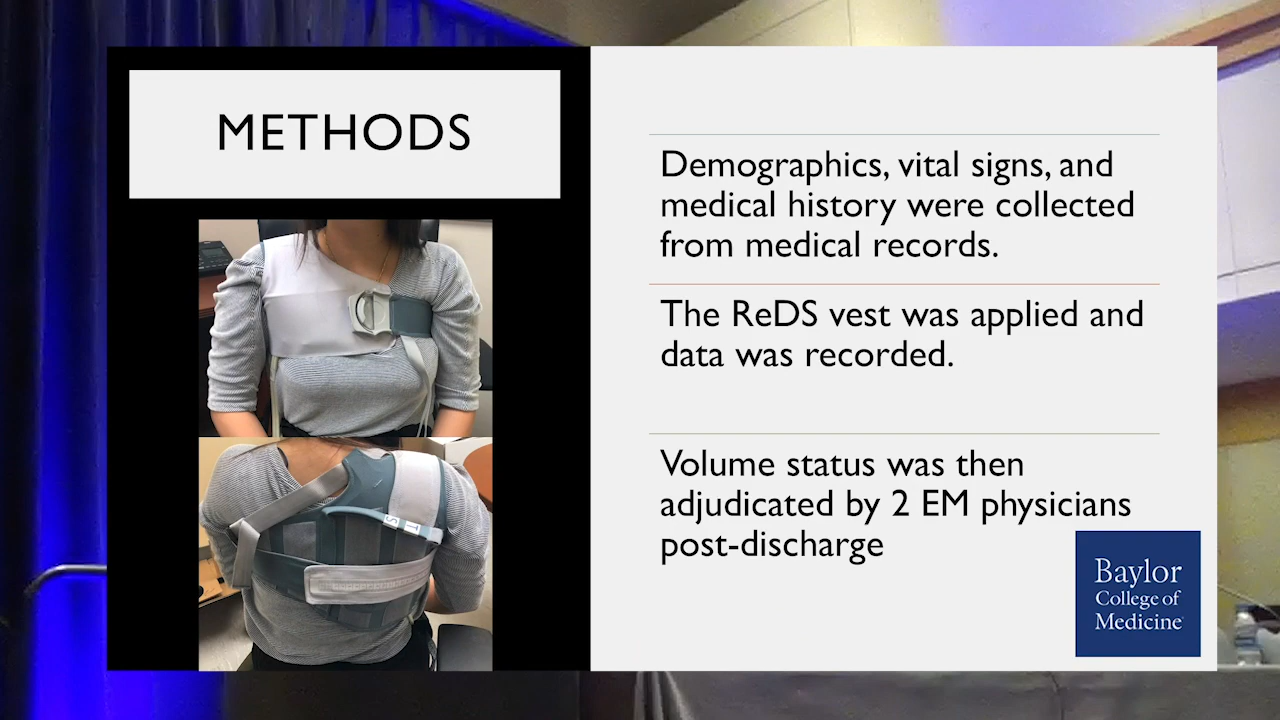 METHODS
Demographics, vital signs, and
medical history were collected
from medical records.
The ReDS vest was applied and
data was recorded.
Volume status was then
adjudicated by 2 EM physicians
post-discharge
Baylor
College of
Medicine